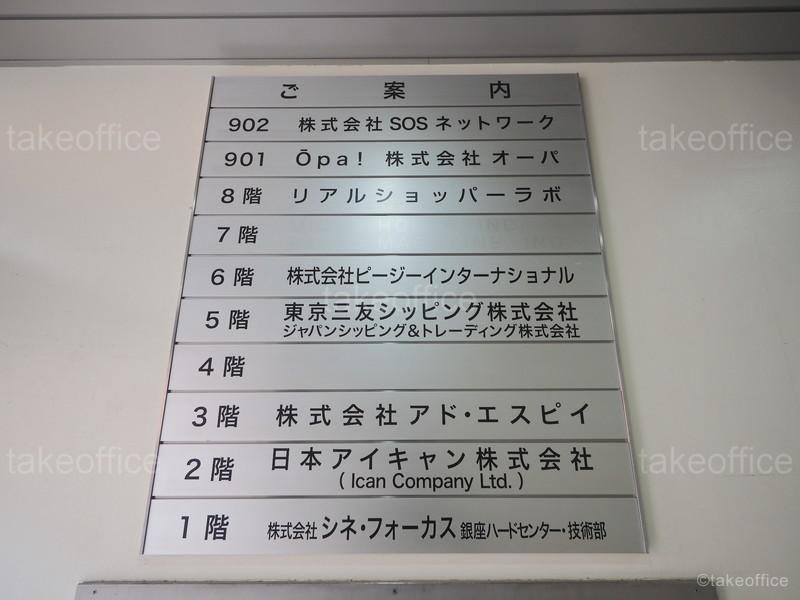 ご案内
902 株式会社 SOS ネットワーク
901 Ōpa! 株式会社 オーパ
8階 リアルショッパーラボ
7階
6階 株式会社ピージーインターナショナル
5階 東京三友シッピング株式会社
ジャパンシッピング&トレーディング株式会社
4階
3階 株式会社アド・エスピイ
2階 日本アイキャン株式会社
( Ican Company Ltd. )
1階 株式会社 シネ・フォーカス 銀座ハードセンター・技術部
takeoffice
takeoffice
takeoffice
takeoffice
takeoffice
©takeoffice